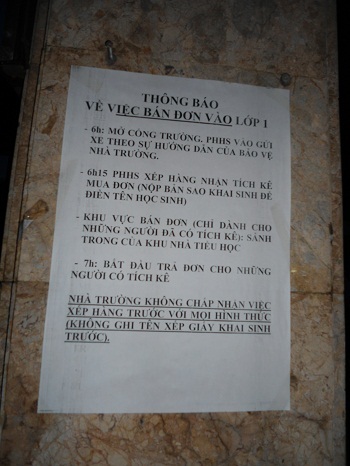 THÔNG BÁO
VỀ VIỆC BÁN ĐƠN VÀO LỚP 1
- 6h: MỞ CỔNG TRƯỜNG. PHHS VÀO GỬI
XE THEO SỰ HƯỚNG DẪN CỦA BẢO VỆ
NHÀ TRƯỜNG.
- 6h15 PHHS XẾP HÀNG NHẬN TÍCH KÊ
MUA ĐƠN (NỘP BẢN SAO KHAI SINH ĐỂ
ĐIỀN TÊN HỌC SINH)
- KHU VỰC BÁN ĐƠN (CHỈ DÀNH CHO
NHỮNG NGƯỜI ĐÃ CÓ TÍCH KÊ): SẢNH
TRONG CỦA KHU NHÀ TIỂU HỌC
- 7h: BẮT ĐẦU TRẢ ĐƠN CHO NHỮNG
NGƯỜI CÓ TÍCH KÊ
NHÀ TRƯỜNG KHÔNG CHẤP NHẬN VIỆC
XẾP HÀNG TRƯỚC VỚI MỌI HÌNH THỨC
(KHÔNG GHI TÊN XẾP GIẤY KHAI SINH
TRƯỚC).